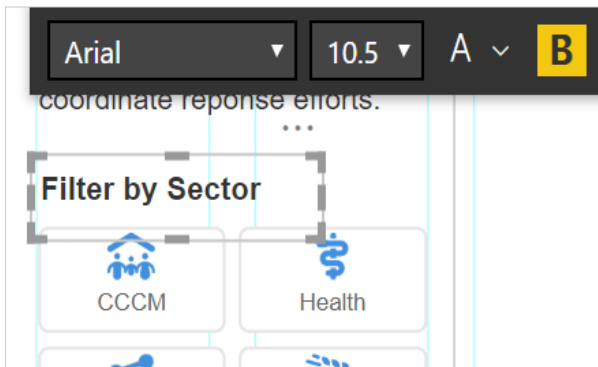 Arial 10.5 A B
coordinate reponse efforts.
Filter by Sector
CCCM Health